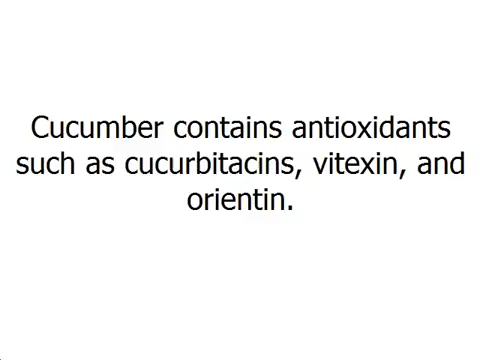 Cucumber contains antioxidants
such as cucurbitacins, vitexin, and
orientin.